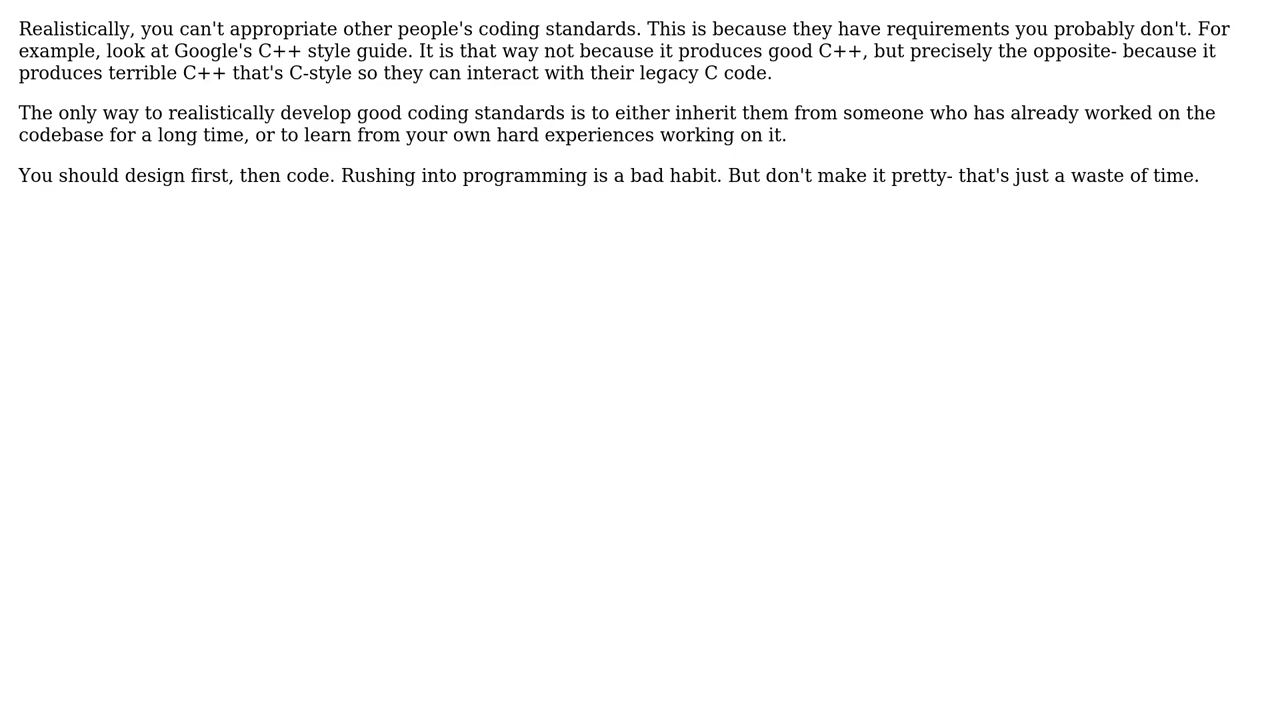 Realistically, you can't appropriate other people's coding standards. This is because they have requirements you probably don't. For
example, look at Google's C++ style guide. It is that way not because it produces good C++, but precisely the opposite- because it
produces terrible C++ that's C-style so they can interact with their legacy C code.
The only way to realistically develop good coding standards is to either inherit them from someone who has already worked on the
codebase for a long time, or to learn from your own hard experiences working on it.
You should design first, then code. Rushing into programming is a bad habit. But don't make it pretty- that's just a waste of time.